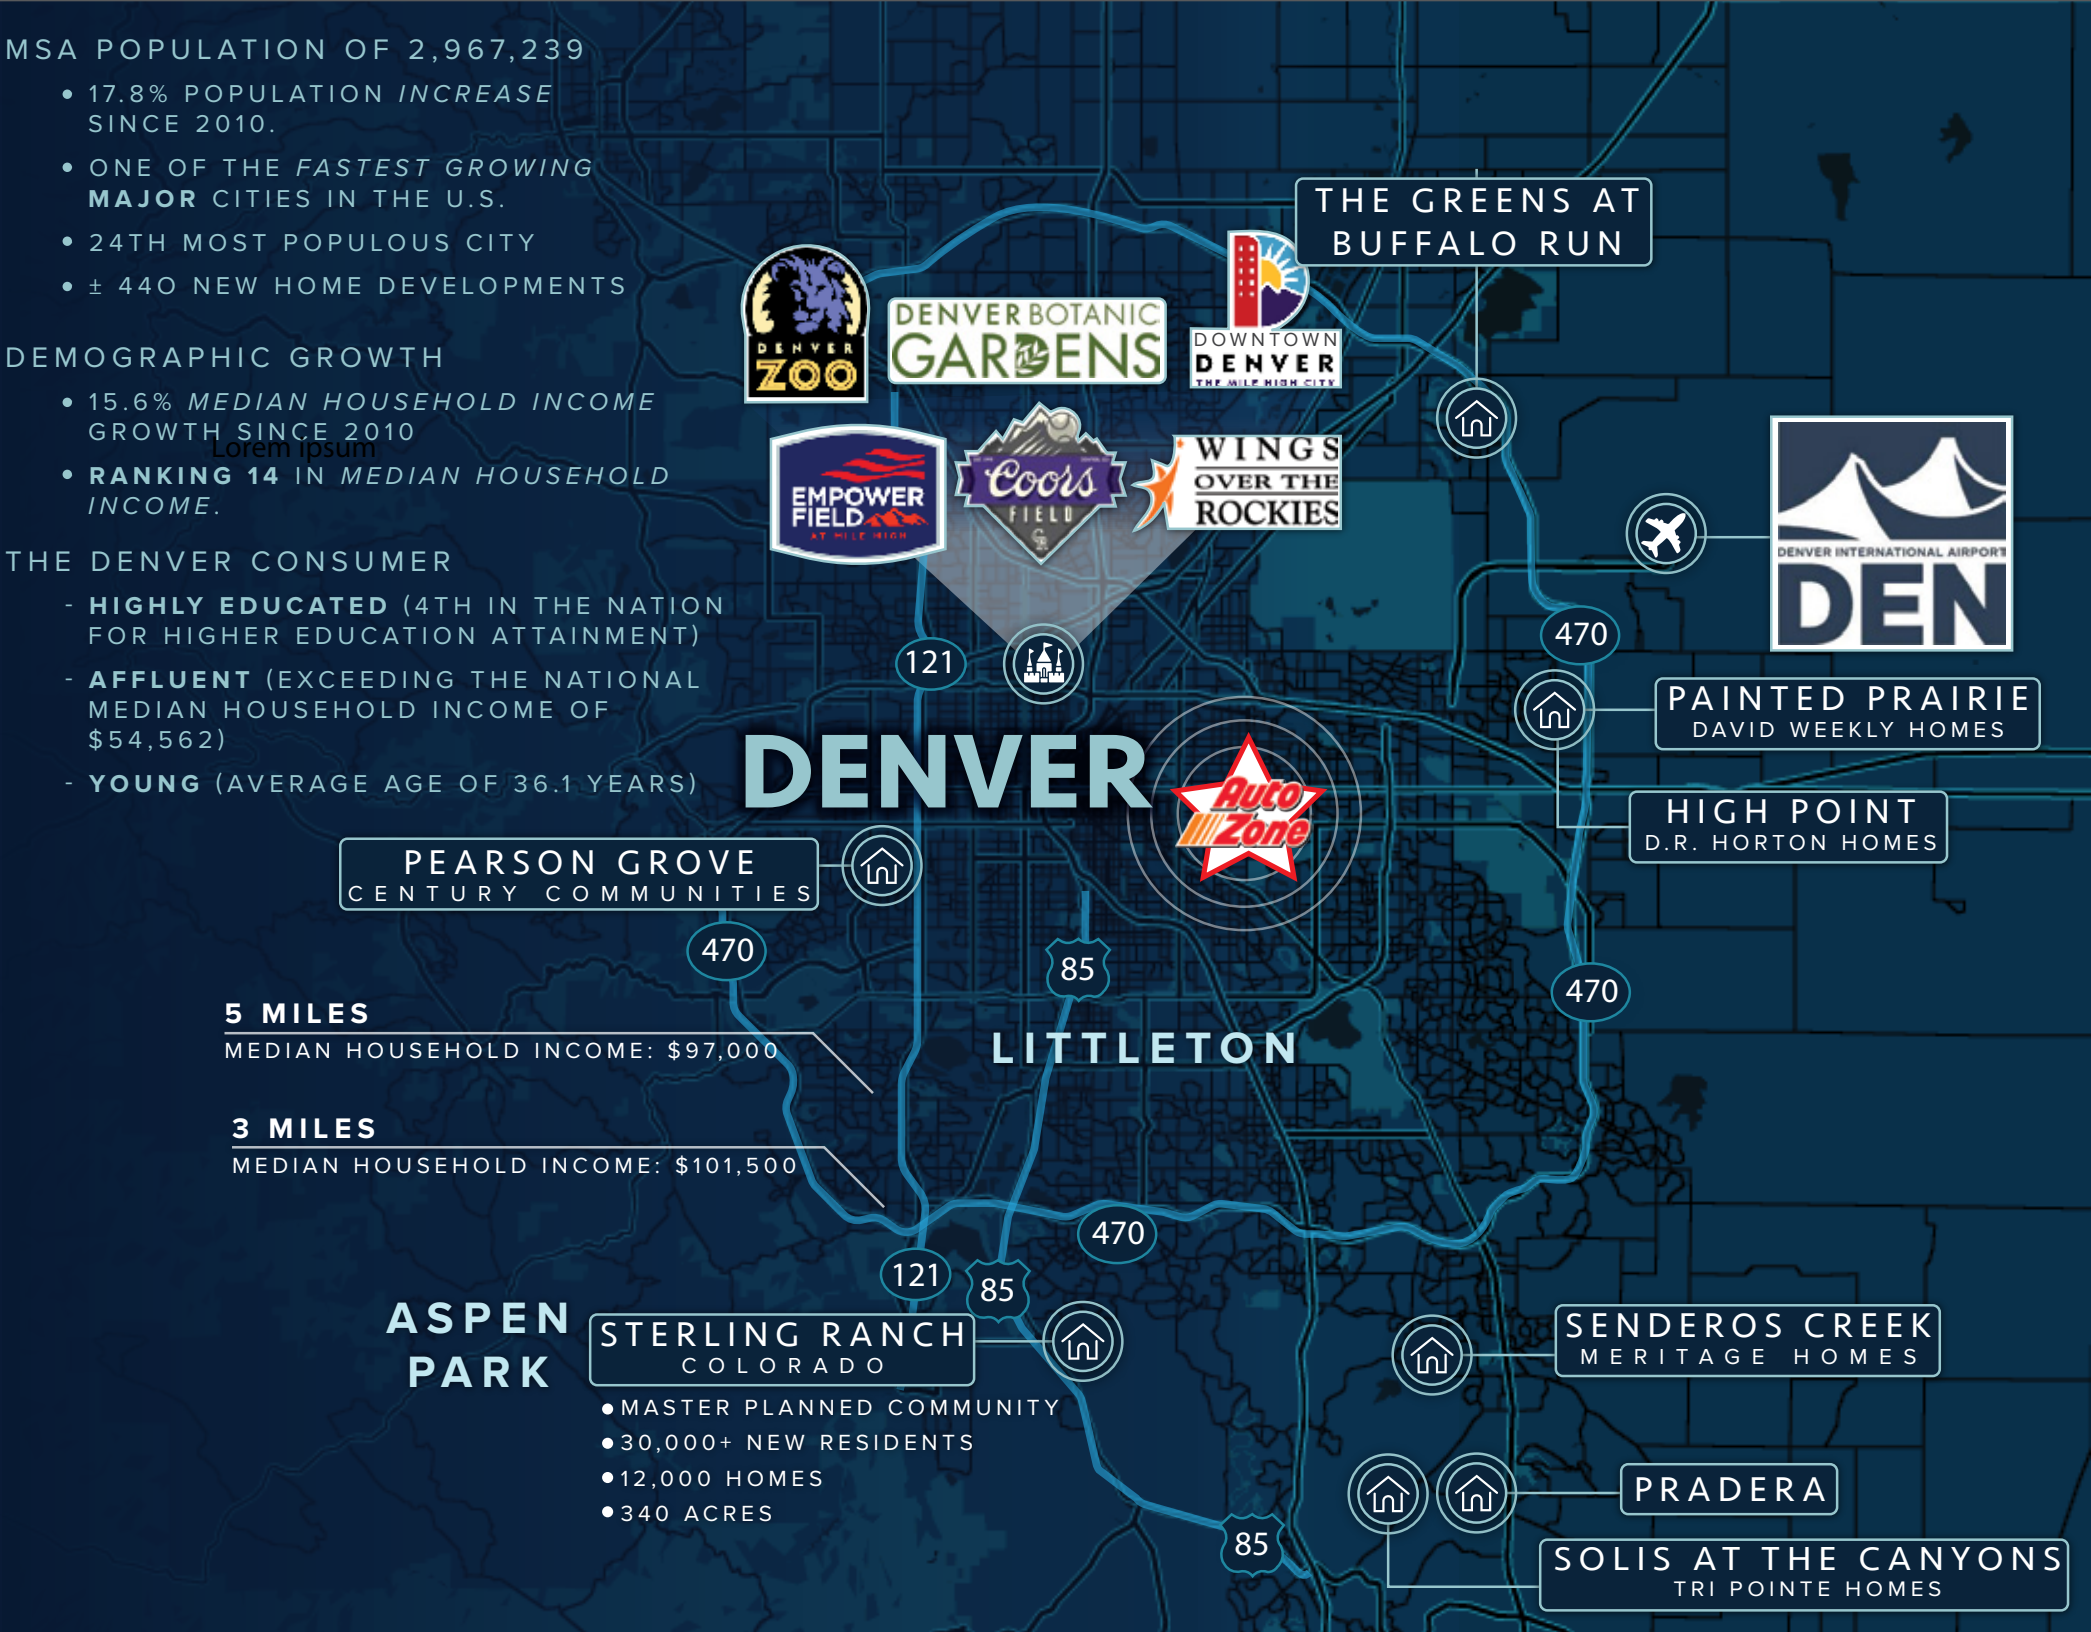 MSA POPULATION OF 2,967,239
• 17.8% POPULATION INCREASE
SINCE 2010.
• ONE OF THE FASTEST GROWING
MAJOR CITIES IN THE U.S.
• 24TH MOST POPULOUS CITY
• ± 440 NEW HOME DEVELOPMENTS
DEMOGRAPHIC GROWTH
• 15.6% MEDIAN HOUSEHOLD INCOME
GROWTH SINCE 2010
Lorem ipsum
• RANKING 14 IN MEDIAN HOUSEHOLD
INCOME.
THE DENVER CONSUMER
- HIGHLY EDUCATED (4TH IN THE NATION
FOR HIGHER EDUCATION ATTAINMENT)
- AFFLUENT (EXCEEDING THE NATIONAL
MEDIAN HOUSEHOLD INCOME OF
$54,562)
- YOUNG (AVERAGE AGE OF 36.1 YEARS)
THE GREENS AT
BUFFALO RUN
DENVER
ZOO
DENVER BOTANIC
GARDENS
DOWNTOWN
DENVER
THE MILE HIGH CITY
EMPOWER
FIELD
AT MILE HIGH
Coors
FIELD
CR
WINGS
OVER THE
ROCKIES
DENVER INTERNATIONAL AIRPORT
DEN
121
470
PAINTED PRAIRIE
DAVID WEEKLY HOMES
DENVER
Auto
Zone
HIGH POINT
D.R. HORTON HOMES
PEARSON GROVE
CENTURY COMMUNITIES
470
85
470
5 MILES
MEDIAN HOUSEHOLD INCOME: $97,000
LITTLETON
3 MILES
MEDIAN HOUSEHOLD INCOME: $101,500
470
121
85
ASPEN
PARK
STERLING RANCH
COLORADO
• MASTER PLANNED COMMUNITY
• 30,000+ NEW RESIDENTS
• 12,000 HOMES
• 340 ACRES
SENDEROS CREEK
MERITAGE HOMES
PRADERA
85
SOLIS AT THE CANYONS
TRI POINTE HOMES